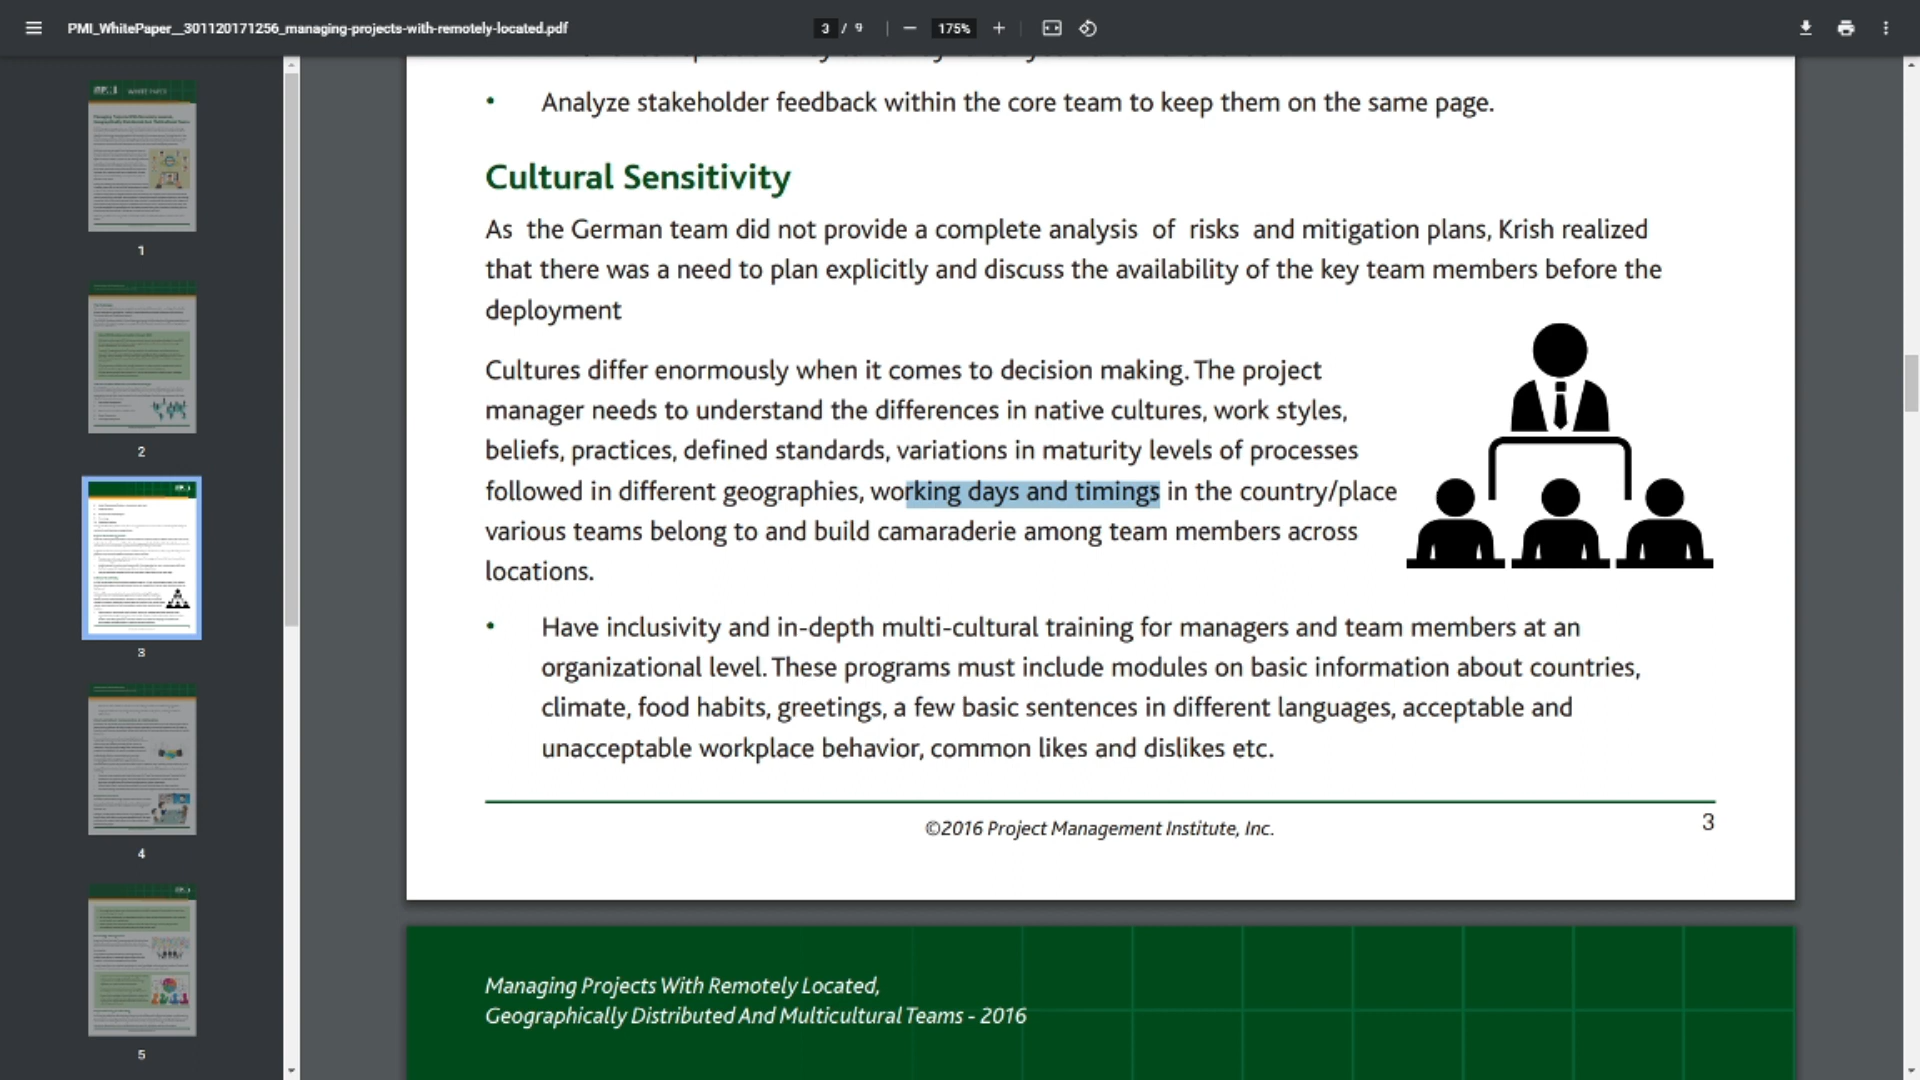 PMI_WhitePaper__301120171256_managing-projects-with-remotely-located.pdf
3 / 9
175%
Analyze stakeholder feedback within the core team to keep them on the same page.
Cultural Sensitivity
As the German team did not provide a complete analysis of risks and mitigation plans, Krish realized
that there was a need to plan explicitly and discuss the availability of the key team members before the
deployment
Cultures differ enormously when it comes to decision making. The project
manager needs to understand the differences in native cultures, work styles,
beliefs, practices, defined standards, variations in maturity levels of processes
followed in different geographies, working days and timings in the country/place
various teams belong to and build camaraderie among team members across
locations.
• Have inclusivity and in-depth multi-cultural training for managers and team members at an
organizational level. These programs must include modules on basic information about countries,
climate, food habits, greetings, a few basic sentences in different languages, acceptable and
unacceptable workplace behavior, common likes and dislikes etc.
©2016 Project Management Institute, Inc.
3
Managing Projects With Remotely Located,
Geographically Distributed And Multicultural Teams - 2016
1
2
3
4
5